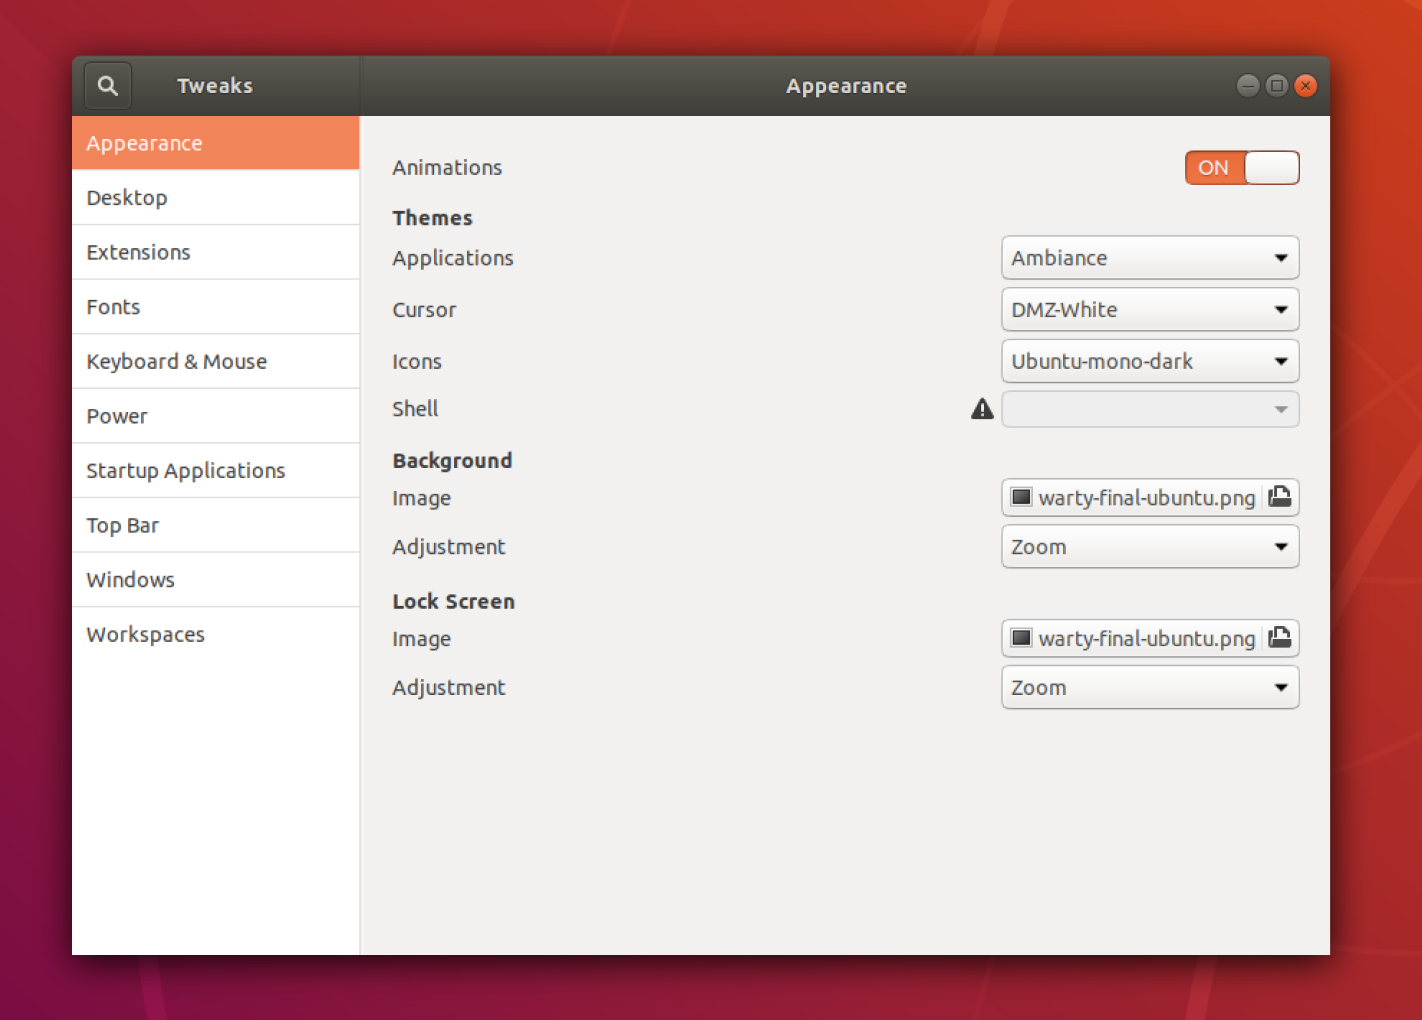 Tweaks
Appearance
Appearance
Desktop
Extensions
Fonts
Keyboard & Mouse
Power
Startup Applications
Top Bar
Windows
Workspaces
Animations ON
Themes
Applications Ambiance
Cursor DMZ-White
Icons Ubuntu-mono-dark
Shell
Background
Image warty-final-ubuntu.png
Adjustment Zoom
Lock Screen
Image warty-final-ubuntu.png
Adjustment Zoom